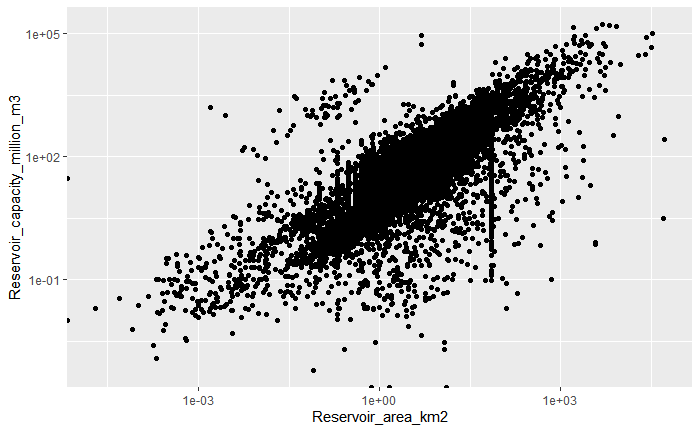 Reservoir_capacity_million_m3
1e+05
1e+02
1e-01
1e-03
1e+00
1e+03
Reservoir_area_km2